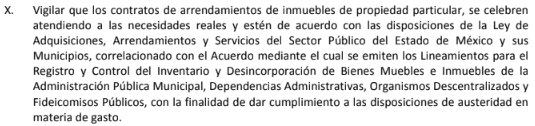 X. Vigilar que los contratos de arrendamientos de inmuebles de propiedad particular, se celebren
atendiendo a las necesidades reales y estén de acuerdo con las disposiciones de la Ley de
Adquisiciones, Arrendamientos y Servicios del Sector Público del Estado de México y sus
Municipios, correlacionado con el Acuerdo mediante el cual se emiten los Lineamientos para el
Registro y Control del Inventario y Desincorporación de Bienes Muebles e Inmuebles de la
Administración Pública Municipal, Dependencias Administrativas, Organismos Descentralizados y
Fideicomisos Públicos, con la finalidad de dar cumplimiento a las disposiciones de austeridad en
materia de gasto.